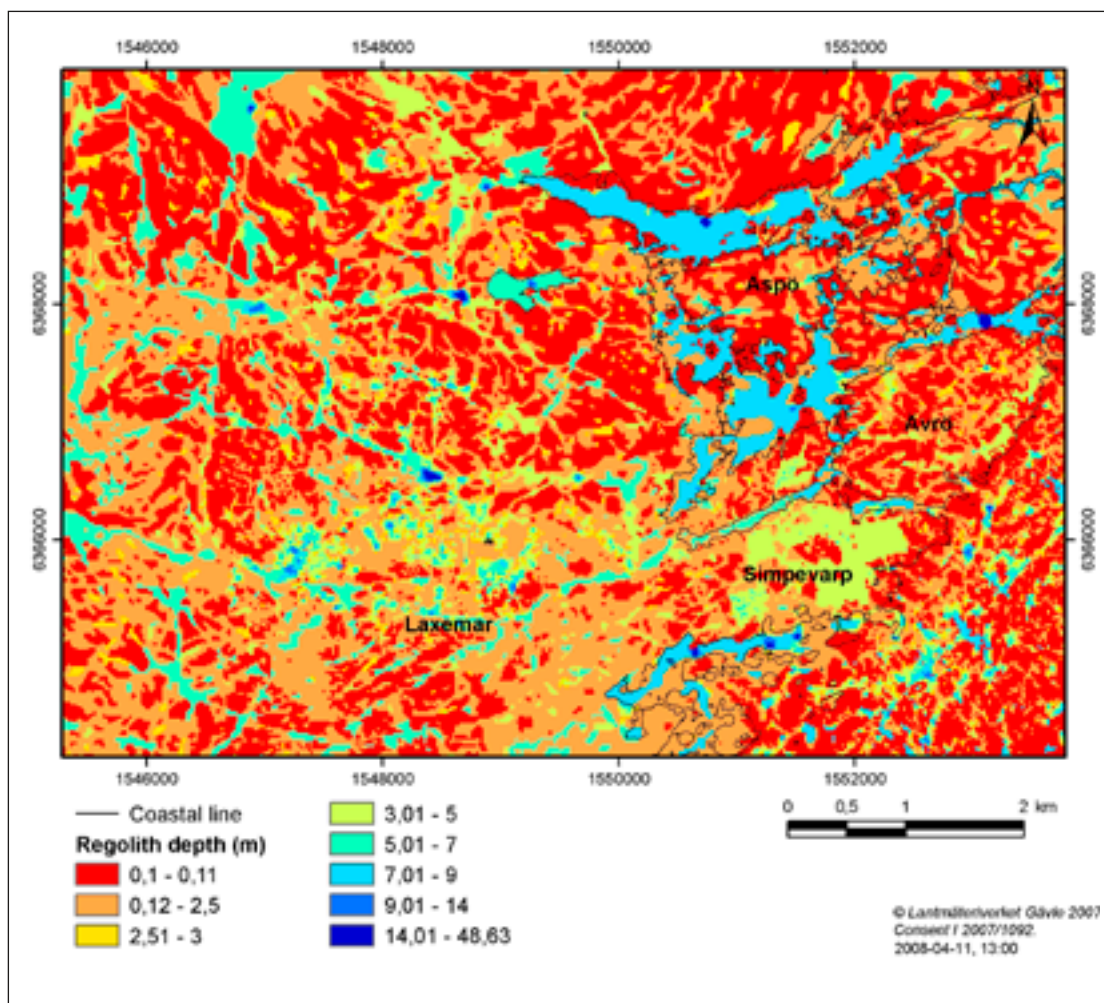 1546000 1548000 1550000 1552000
6368000 6368000
Aspo
Avro
6366000 6366000
Simpevarp
Laxemar
1546000 1548000 1550000 1552000
Coastal line
Regolith depth (m)
0,1 - 0,11
0,12 - 2,5
2,51 - 3
3,01 - 5
5,01 - 7
7,01 - 9
9,01 - 14
14,01 - 48,63
0 0,5 1 2 km
© Lantmäteriverket Gävle 2007
Consent I 2007/1092.
2008-04-11, 13:00